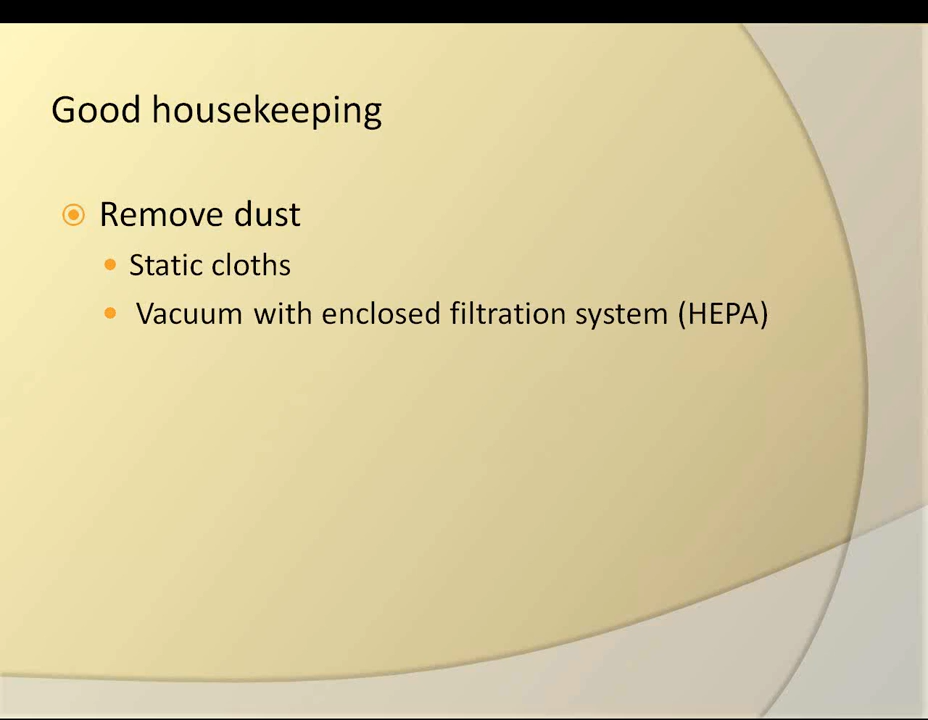 Good housekeeping
Remove dust
Static cloths
Vacuum with enclosed filtration system (HEPA)